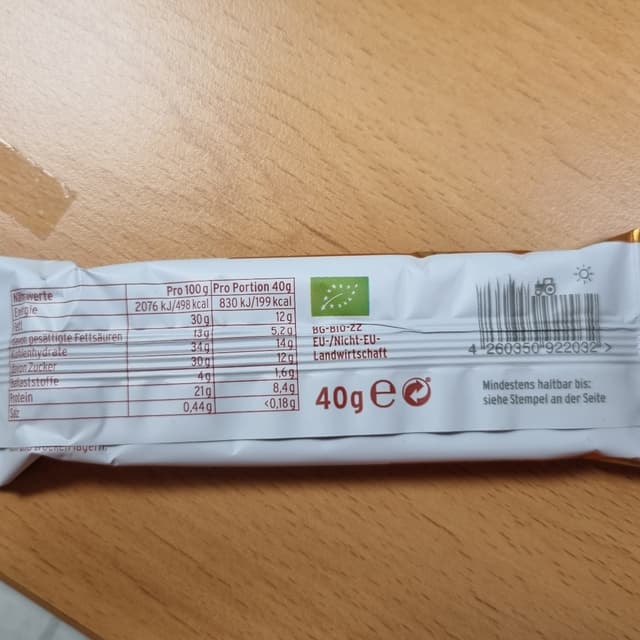 Nährwerte Pro 100 g Pro Portion 40g
Energie 2076 kJ/498 kcal 830 kJ/199 kcal
Fett 30g 12g
davon gesättigte Fettsäuren 13g 5,2g
Kohlenhydrate 34g 14g
davon Zucker 30g 12g
Ballaststoffe 4g 1,6g
Protein 21g 8,4g
Salz 0,44g <0,18g
BG-BIO-22
EU-/Nicht-EU-
Landwirtschaft
40g e
4 260350 922032 >
Mindestens haltbar bis:
siehe Stempel an der Seite